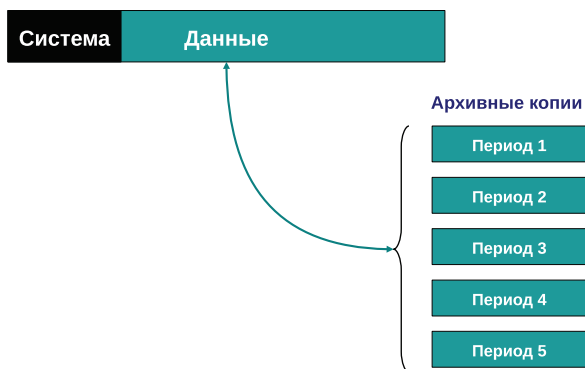 Система Данные
Архивные копии
Период 1
Период 2
Период 3
Период 4
Период 5